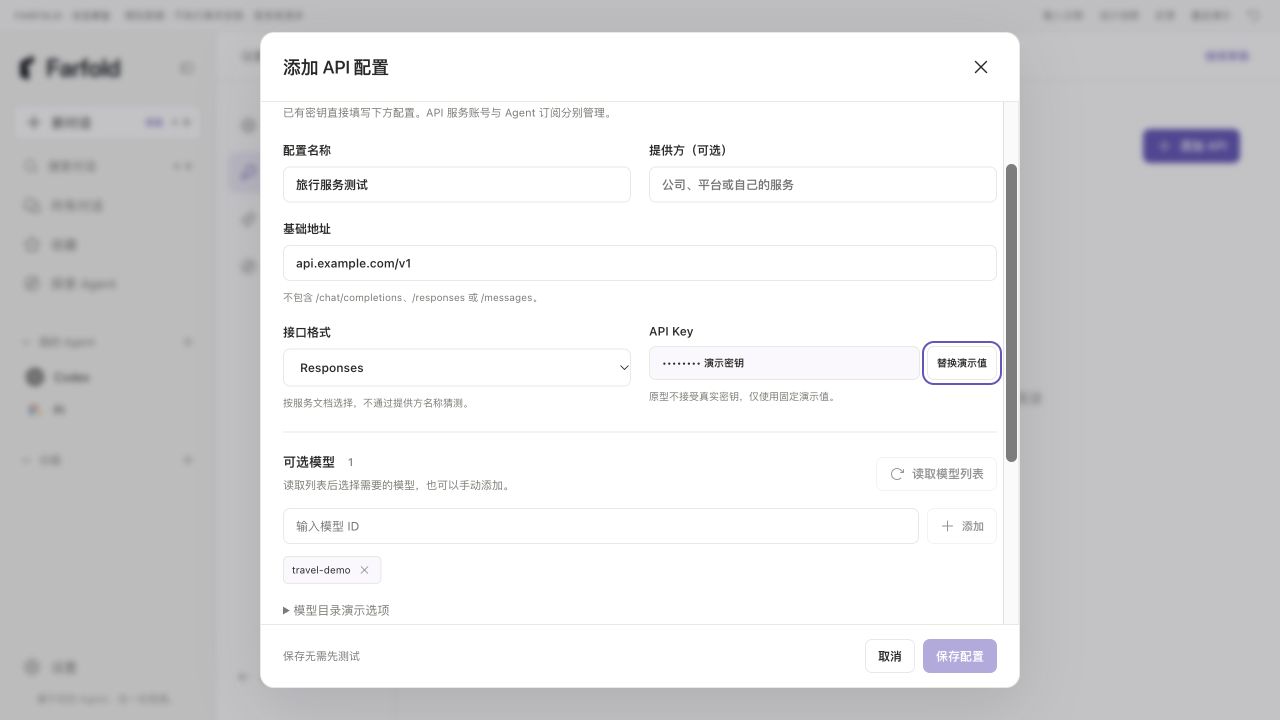 Farfold
添加 API 配置
已有密钥直接填写下方配置。API 服务账号与 Agent 订阅分别管理。
配置名称
提供方（可选）
旅行服务测试
公司、平台或自己的服务
基础地址
api.example.com/v1
不包含 /chat/completions、/responses 或 /messages。
接口格式
API Key
Responses
•••••••• 演示密钥
替换演示值
按服务文档选择，不通过提供方名称猜测。
原型不接受真实密钥，仅使用固定演示值。
可选模型 1
读取列表后选择需要的模型，也可以手动添加。
读取模型列表
输入模型 ID
添加
travel-demo
模型目录演示选项
保存无需先测试
取消
保存配置